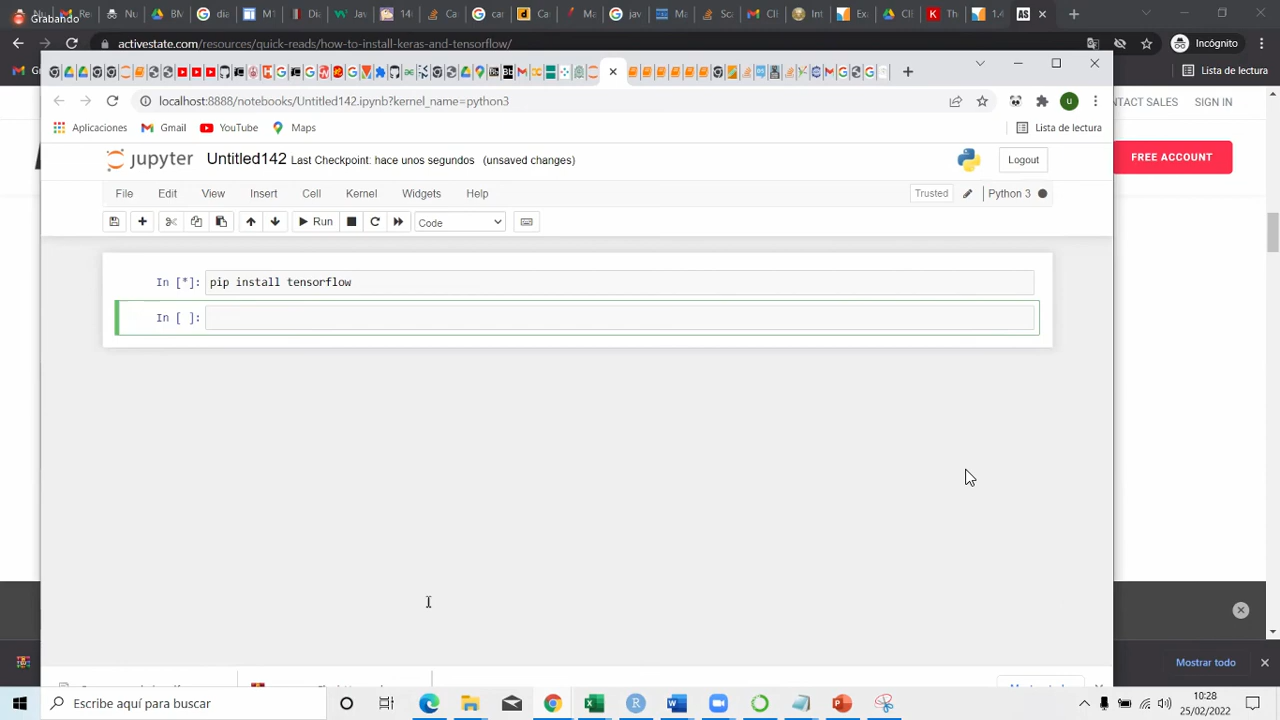 Grabando
activestate.com/resources/quick-reads/how-to-install-keras-and-tensorflow/
Incógnito
Lista de lectura
NTACT SALES
SIGN IN
FREE ACCOUNT
localhost:8888/notebooks/Untitled142.ipynb?kernel_name=python3
Aplicaciones
Gmail
YouTube
Maps
Lista de lectura
jupyter
Untitled142
Last Checkpoint: hace unos segundos
(unsaved changes)
Logout
File
Edit
View
Insert
Cell
Kernel
Widgets
Help
Trusted
Python 3
Run
Code
In [*]:
pip install tensorflow
In [ ]:
Mostrar todo
Escribe aquí para buscar
10:28
25/02/2022